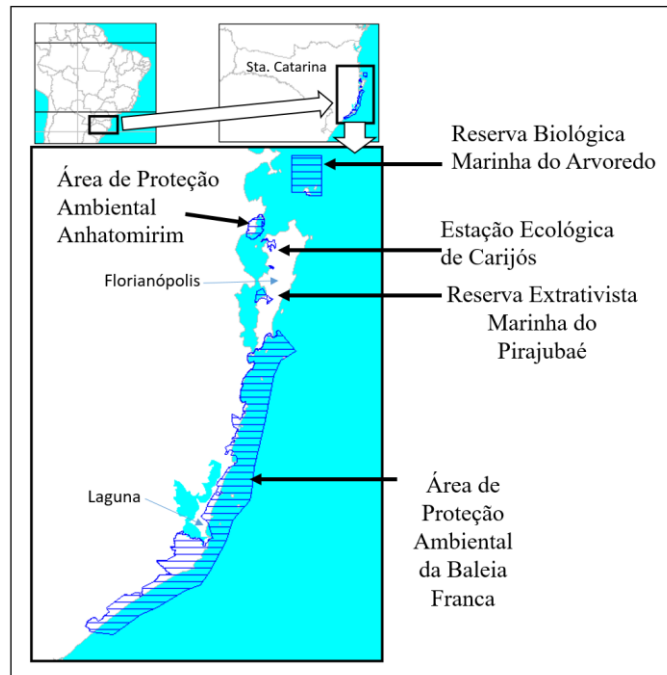 Sta. Catarina
Reserva Biológica
Marinha do Arvoredo
Área de Proteção
Ambiental
Anhatomirim
Estação Ecológica
de Carijós
Florianópolis
Reserva Extrativista
Marinha do
Pirajubaé
Laguna
Área de
Proteção
Ambiental
da Baleia
Franca